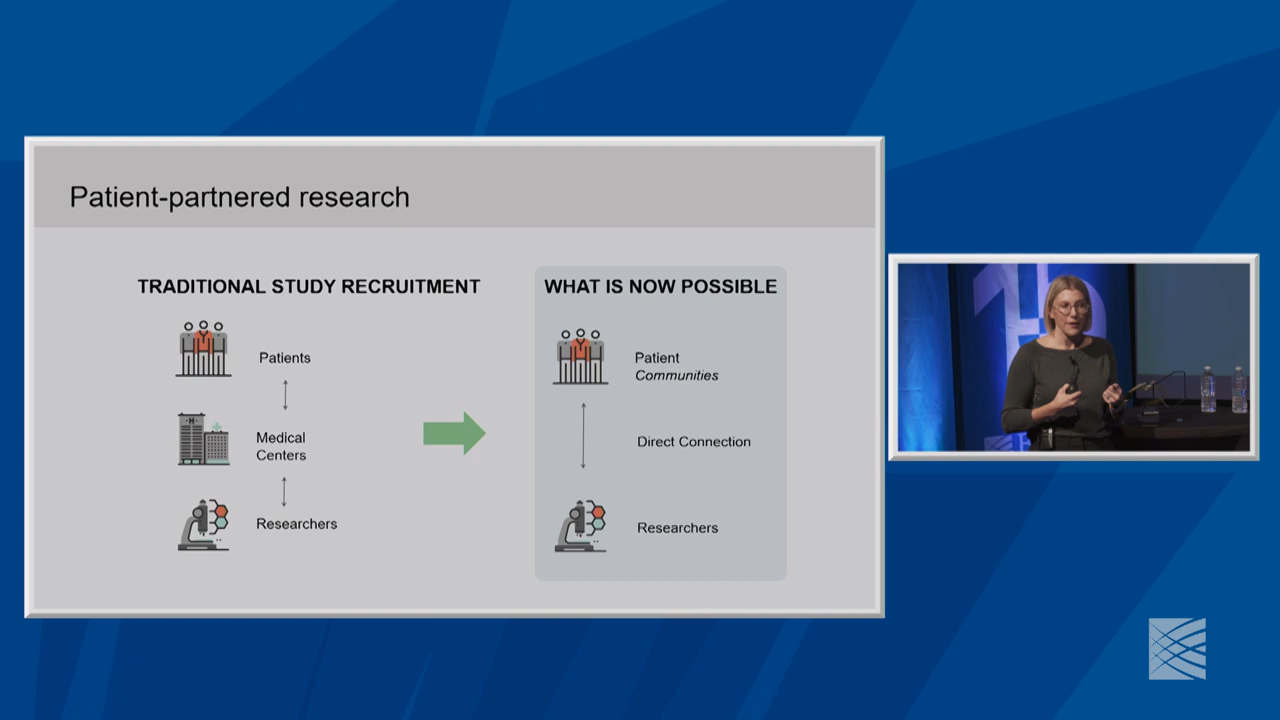 Patient-partnered research
TRADITIONAL STUDY RECRUITMENT
Patients
Medical
Centers
Researchers
WHAT IS NOW POSSIBLE
Patient
Communities
Direct Connection
Researchers